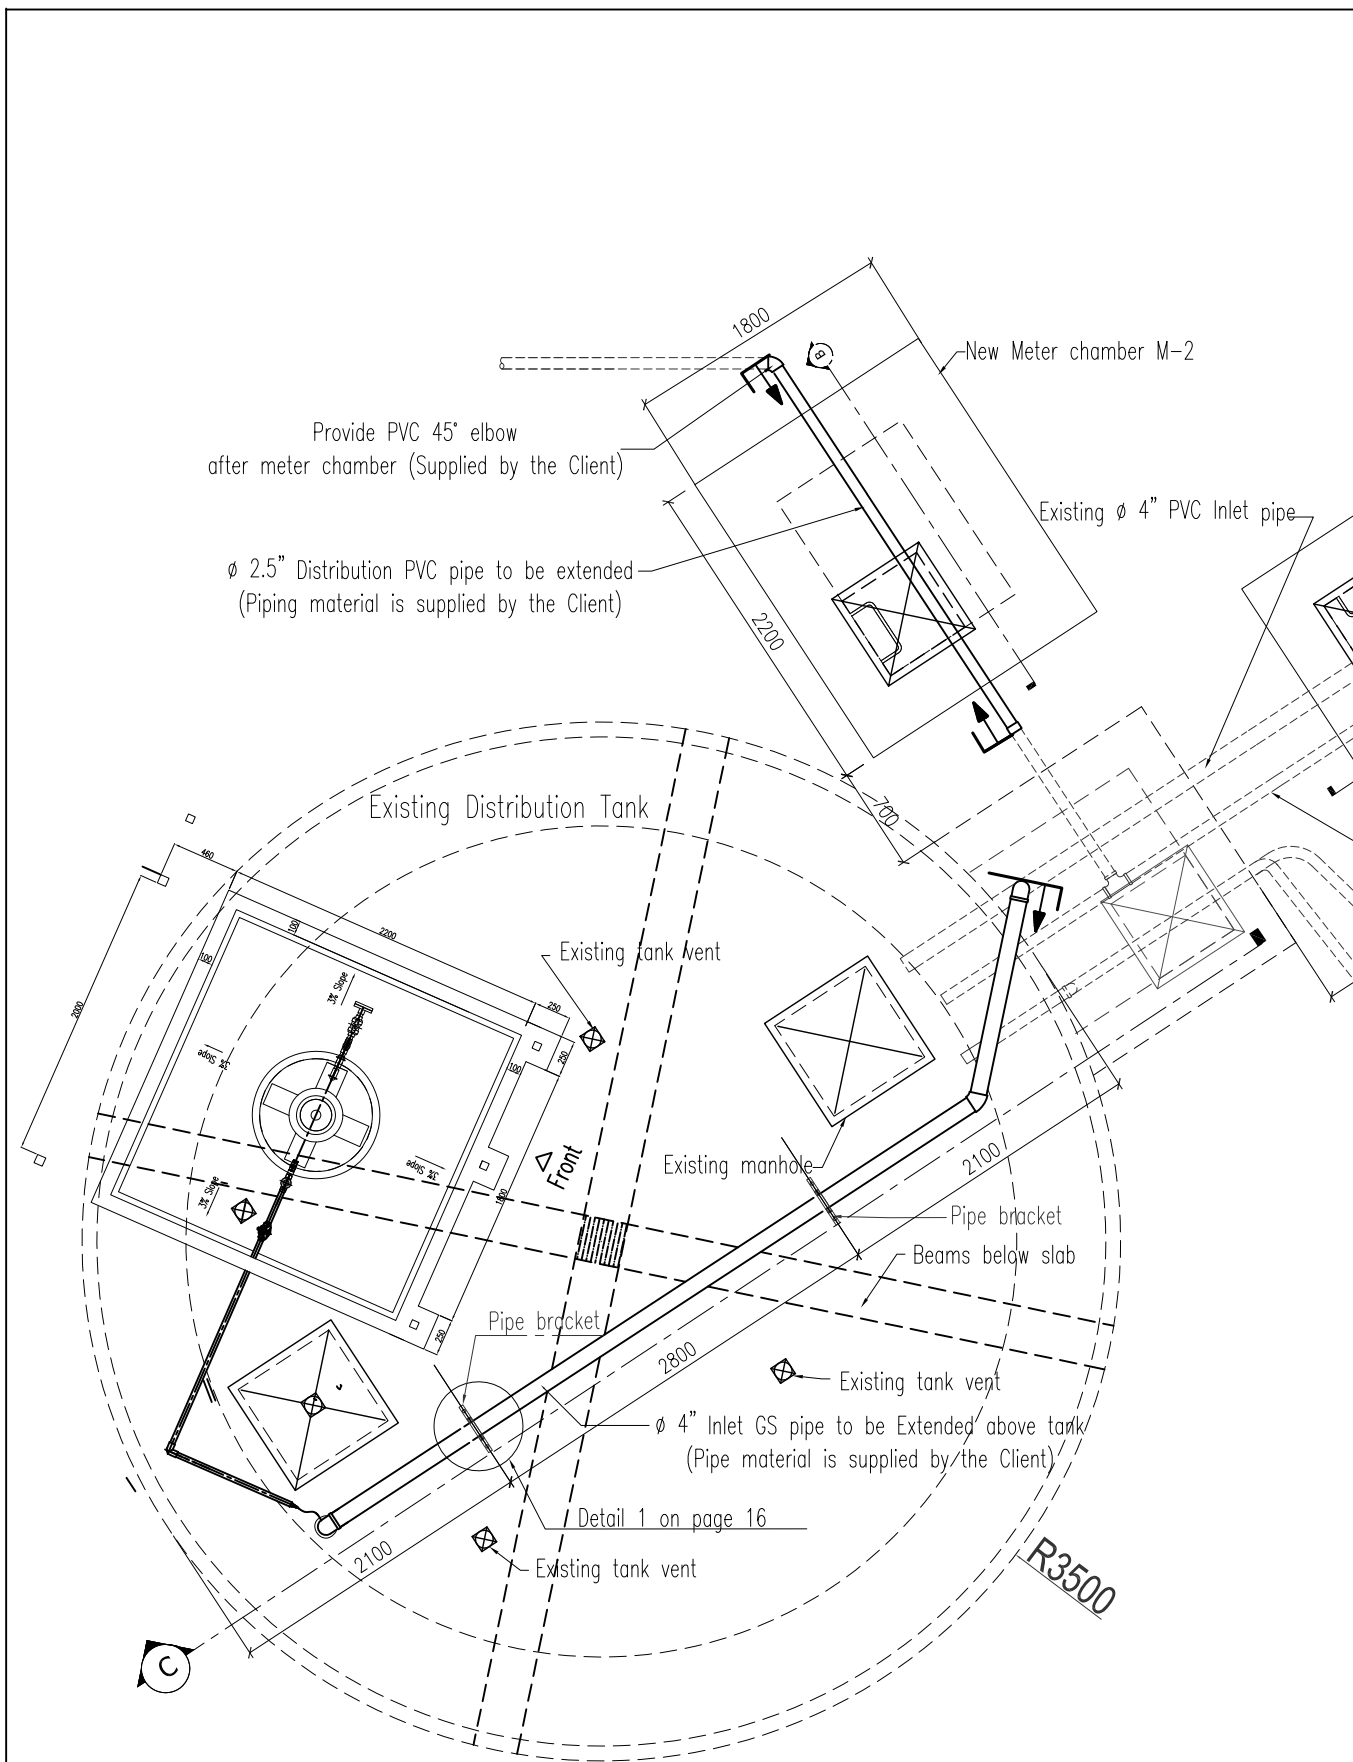 1800
B
New Meter chamber M-2
Provide PVC 45° elbow
after meter chamber (Supplied by the Client)
Existing ø 4" PVC Inlet pipe
ø 2.5" Distribution PVC pipe to be extended
(Piping material is supplied by the Client)
2200
700
Existing Distribution Tank
460
2200
100
100
Existing tank vent
3% Slope
250
2000
3% Slope
250
100
Front
3% Slope
Existing manhole
2100
3% Slope
1800
Pipe bracket
Beams below slab
Pipe bracket
250
2800
Existing tank vent
ø 4" Inlet GS pipe to be Extended above tank
(Pipe material is supplied by the Client)
Detail 1 on page 16
2100
Existing tank vent
R3500
C